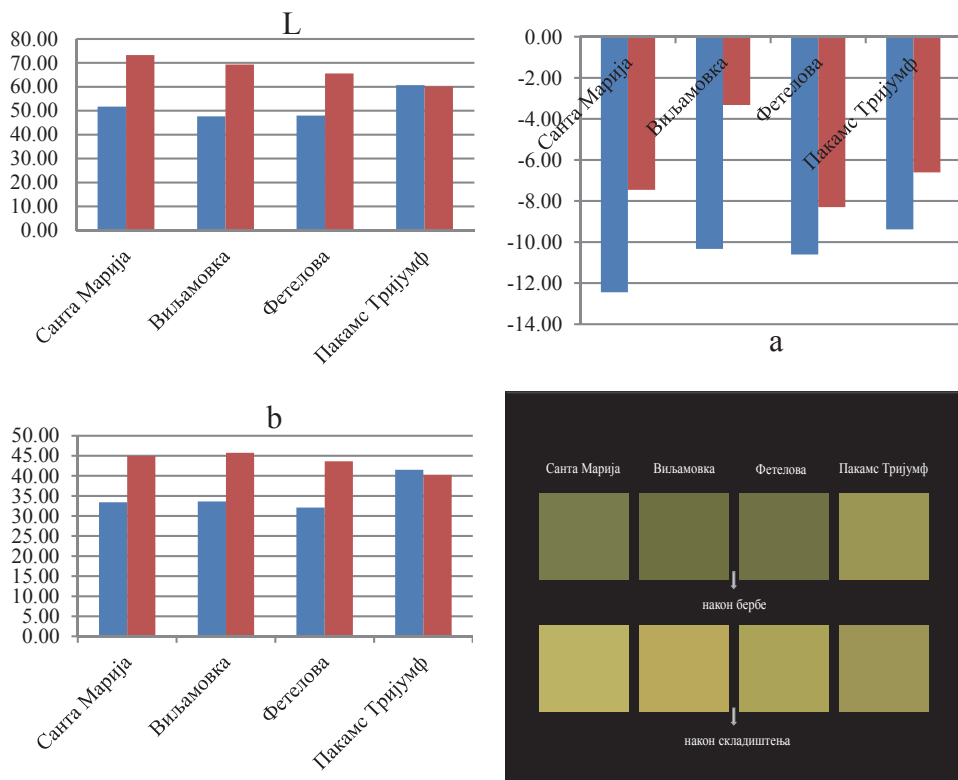 L
80.00
70.00
60.00
50.00
40.00
30.00
20.00
10.00
0.00
Санта Марија
Виљамовка
Фетелова
Пакамс Тријумф
0.00
-2.00
-4.00
-6.00
-8.00
-10.00
-12.00
-14.00
Санта Марија
Виљамовка
Фетелова
Пакамс Тријумф
a
b
50.00
45.00
40.00
35.00
30.00
25.00
20.00
15.00
10.00
5.00
0.00
Санта Марија
Виљамовка
Фетелова
Пакамс Тријумф
Санта Марија Виљамовка Фетелова Пакамс Тријумф
након бербе
након складиштења